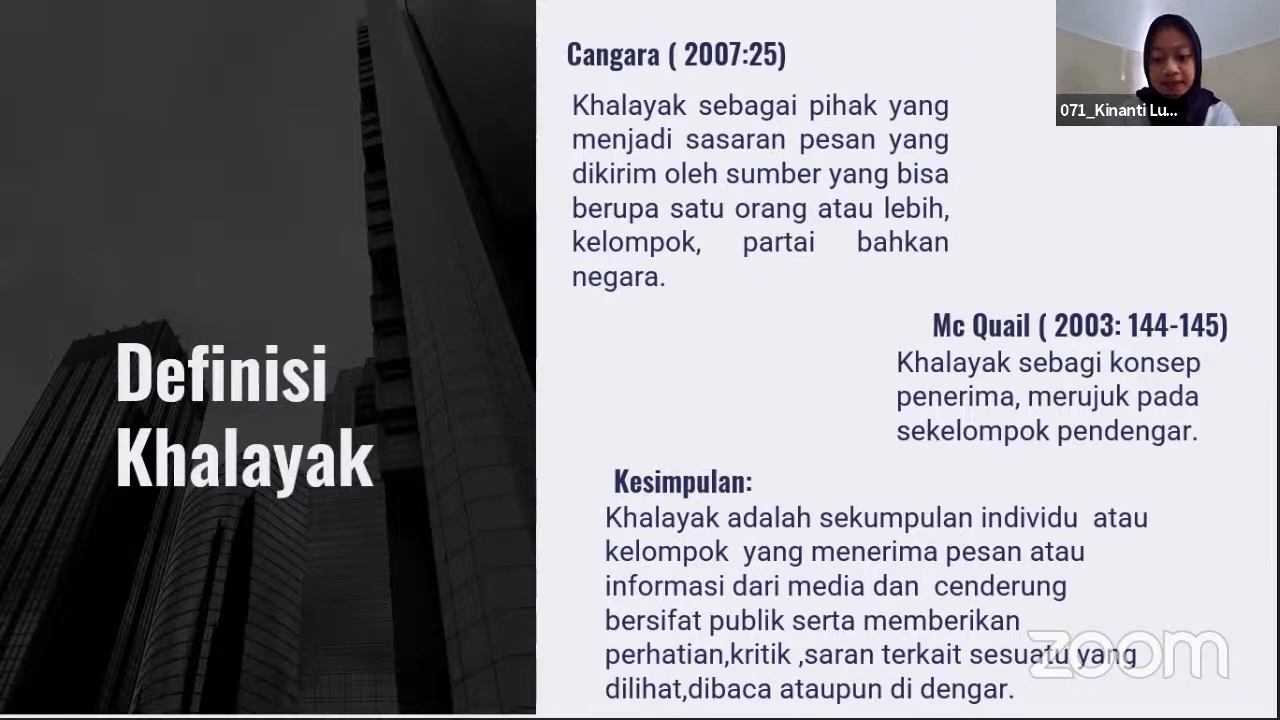 Definisi
Khalayak
Cangara ( 2007:25)
Khalayak sebagai pihak yang
menjadi sasaran pesan yang
dikirim oleh sumber yang bisa
berupa satu orang atau lebih,
kelompok, partai bahkan
negara.
Mc Quail ( 2003: 144-145)
Khalayak sebagi konsep
penerima, merujuk pada
sekelompok pendengar.
Kesimpulan:
Khalayak adalah sekumpulan individu atau
kelompok yang menerima pesan atau
informasi dari media dan cenderung
bersifat publik serta memberikan
perhatian,kritik ,saran terkait sesuatu yang
dilihat,dibaca ataupun di dengar.
071_Kinanti Lu...
zoom